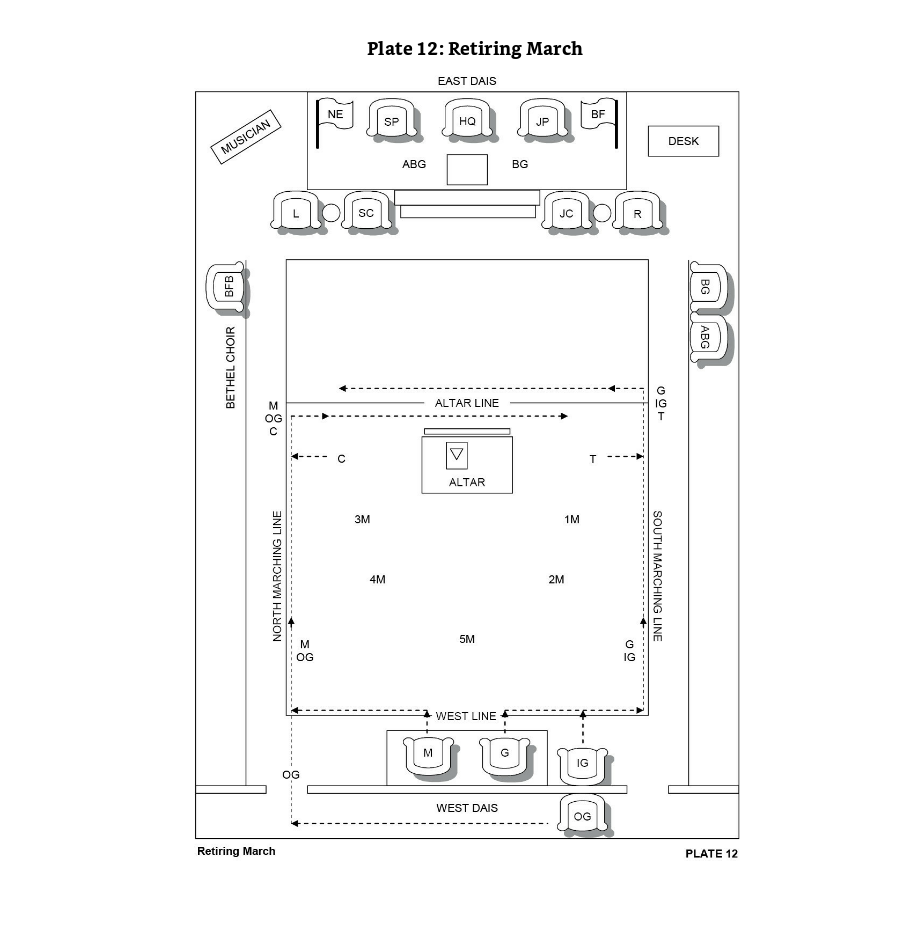 Plate 12: Retiring March
EAST DAIS
NE
SP
HQ
JP
BF
MUSICIAN
DESK
ABG
BG
L
SC
JC
R
BFB
BG
ABG
BETHEL CHOIR
G
IG
T
ALTAR LINE
M
OG
C
C
T
ALTAR
3M
1M
NORTH MARCHING LINE
SOUTH MARCHING LINE
4M
2M
5M
M
OG
G
IG
WEST LINE
M
G
IG
OG
WEST DAIS
OG
Retiring March
PLATE 12